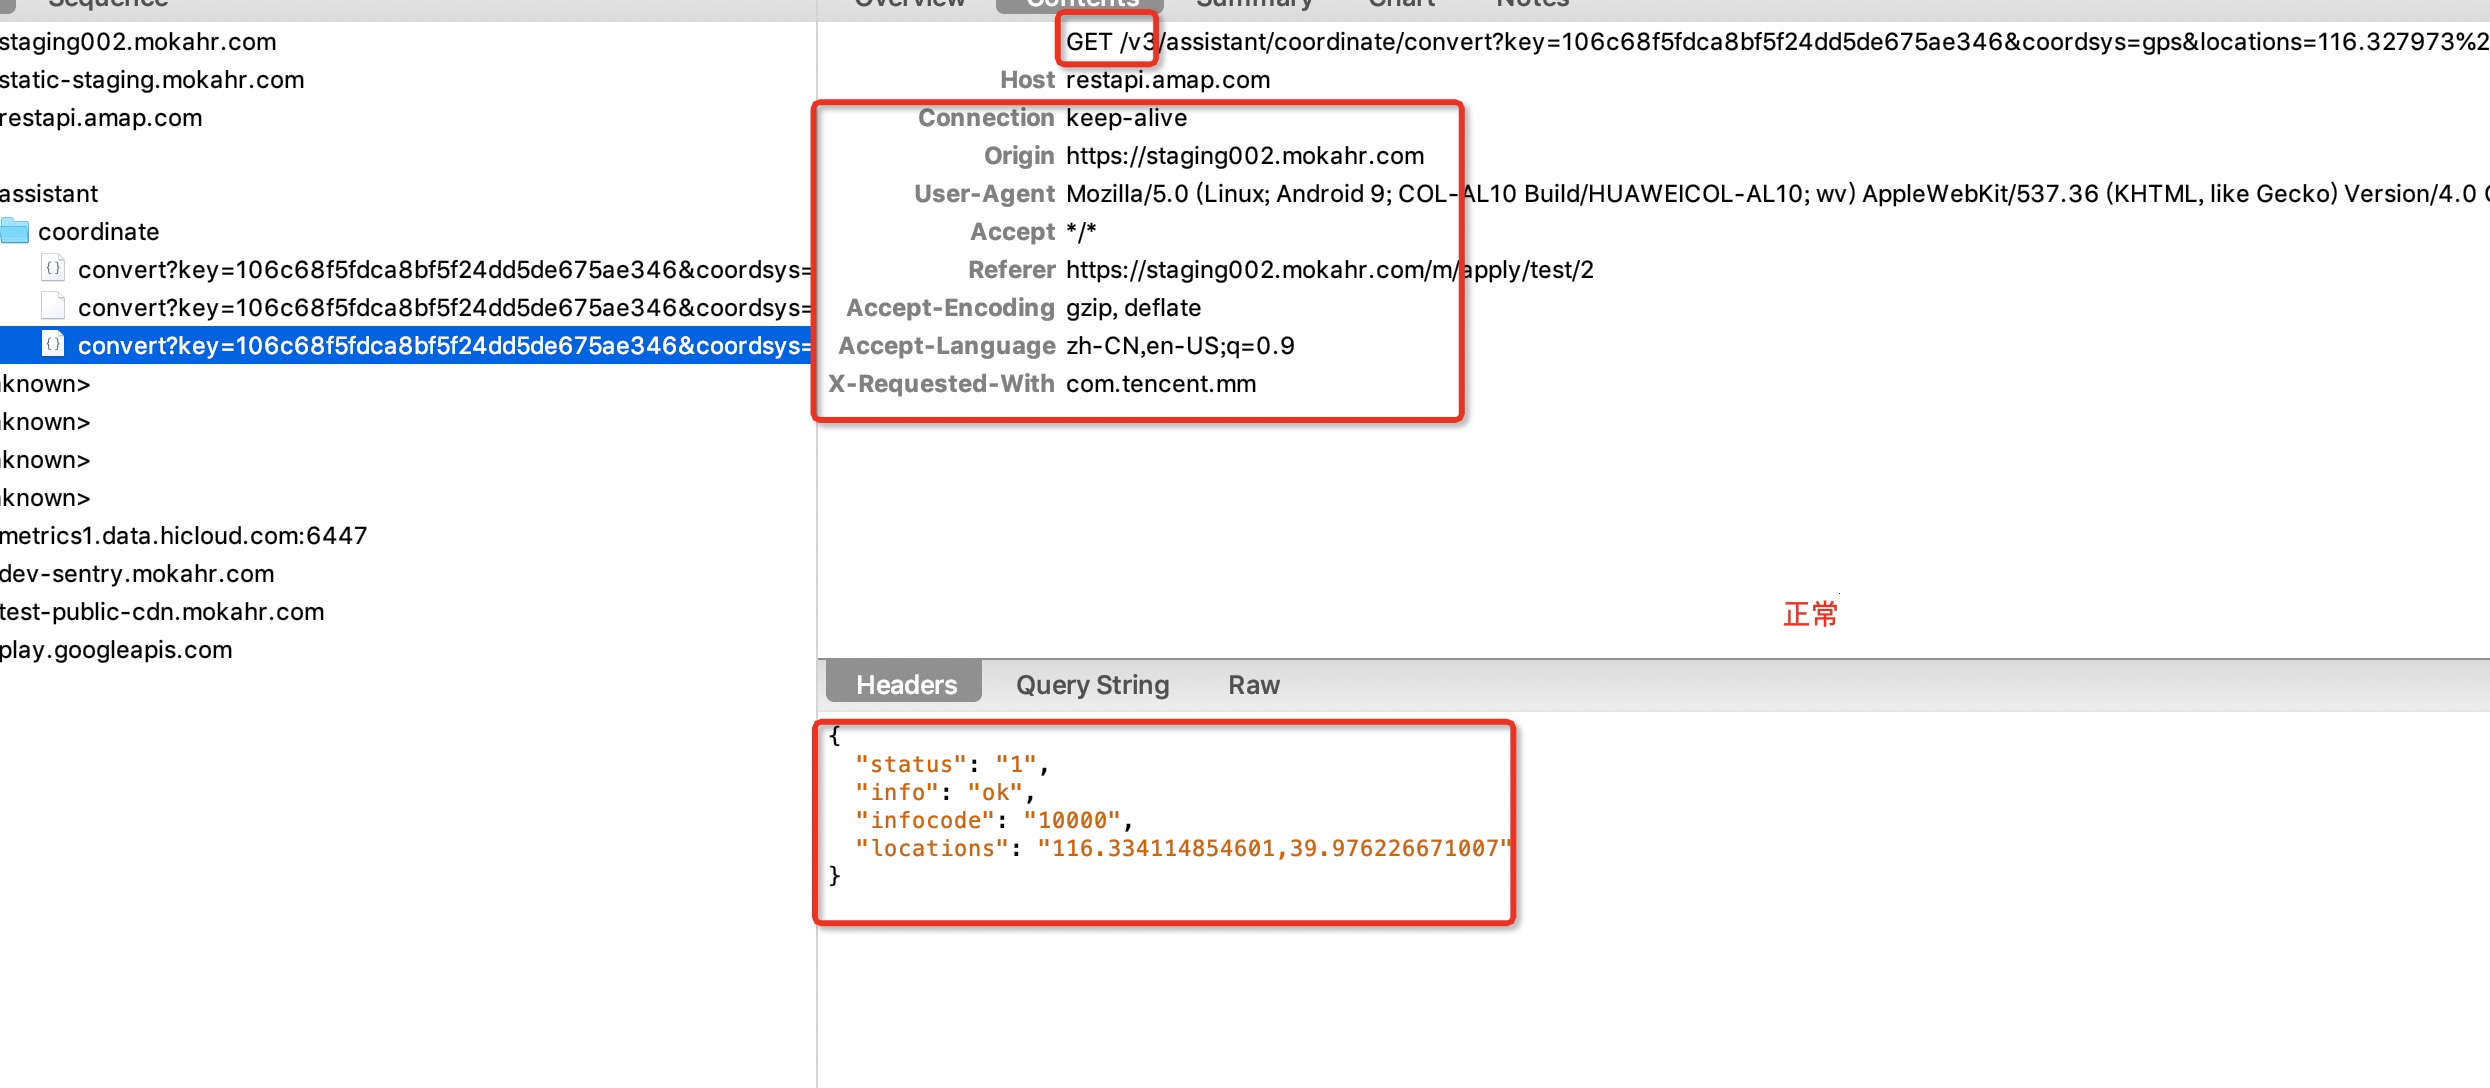 Sequence
staging002.mokahr.com
static-staging.mokahr.com
restapi.amap.com
assistant
coordinate
convert?key=106c68f5fdca8bf5f24dd5de675ae346&coordsys=
convert?key=106c68f5fdca8bf5f24dd5de675ae346&coordsys=
convert?key=106c68f5fdca8bf5f24dd5de675ae346&coordsys=
known>
known>
known>
known>
metrics1.data.hicloud.com:6447
dev-sentry.mokahr.com
test-public-cdn.mokahr.com
play.googleapis.com
Overview Contents Summary Chart Notes
GET /v3/assistant/coordinate/convert?key=106c68f5fdca8bf5f24dd5de675ae346&coordsys=gps&locations=116.327973%2
Host restapi.amap.com
Connection keep-alive
Origin https://staging002.mokahr.com
User-Agent Mozilla/5.0 (Linux; Android 9; COL-AL10 Build/HUAWEICOL-AL10; wv) AppleWebKit/537.36 (KHTML, like Gecko) Version/4.0
Accept */*
Referer https://staging002.mokahr.com/m/apply/test/2
Accept-Encoding gzip, deflate
Accept-Language zh-CN,en-US;q=0.9
X-Requested-With com.tencent.mm
正常
Headers Query String Raw
{
"status": "1",
"info": "ok",
"infocode": "10000",
"locations": "116.334114854601,39.976226671007"
}